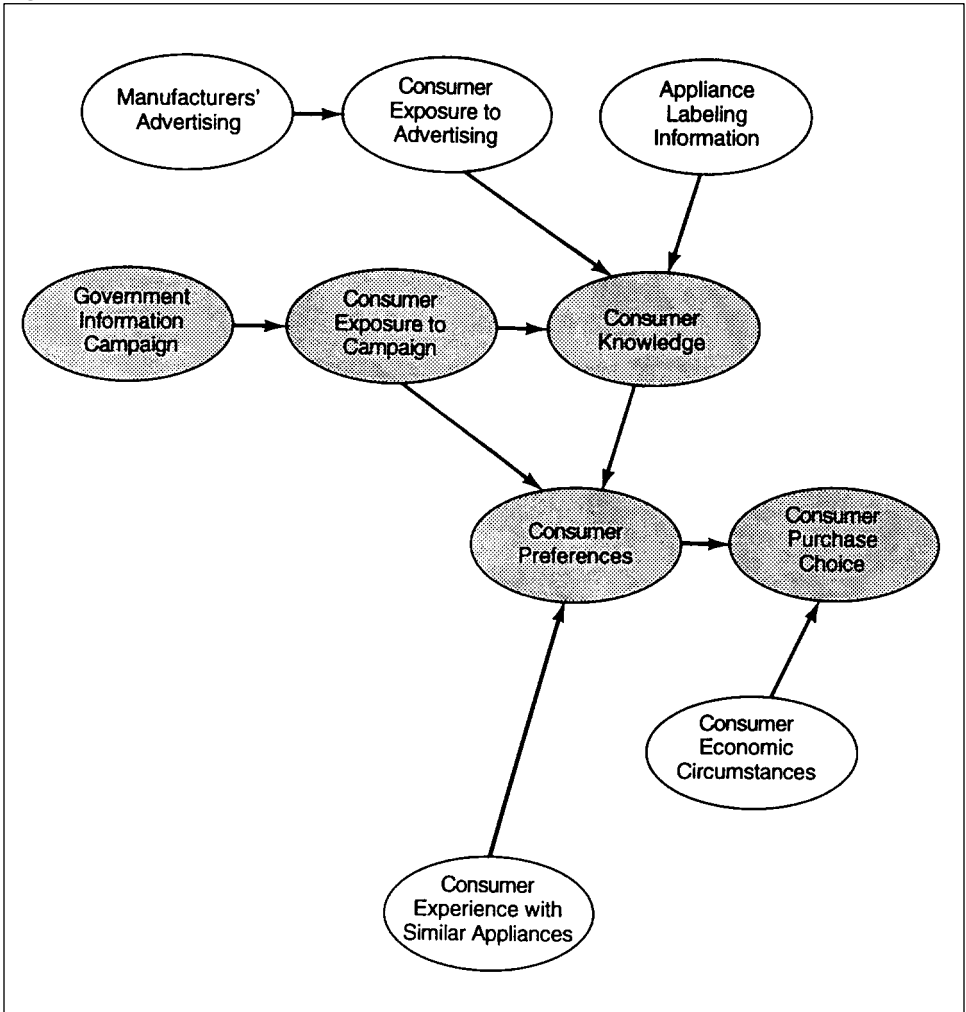 Manufacturers'
Advertising
Consumer
Exposure to
Advertising
Appliance
Labeling
Information
Government
Information
Campaign
Consumer
Exposure to
Campaign
Consumer
Knowledge
Consumer
Preferences
Consumer
Purchase
Choice
Consumer
Economic
Circumstances
Consumer
Experience with
Similar Appliances